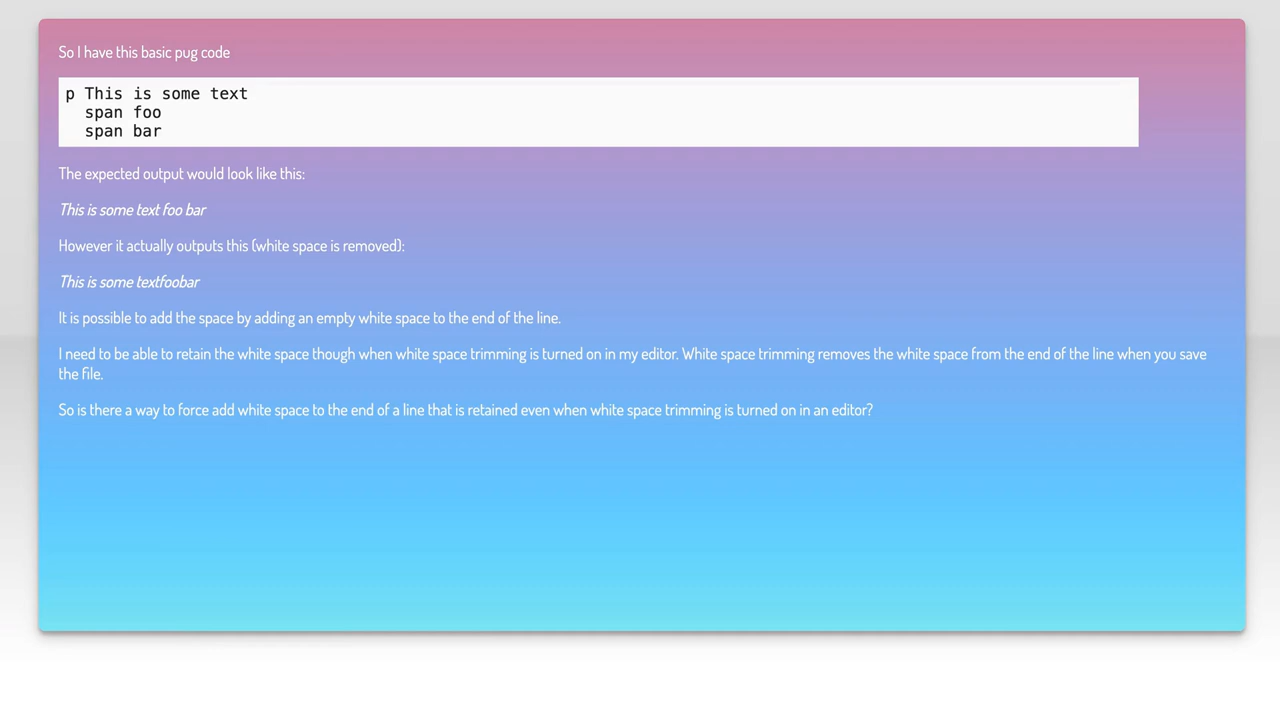 So I have this basic pug code
p This is some text
  span foo
  span bar
The expected output would look like this:
This is some text foo bar
However it actually outputs this (white space is removed):
This is some textfoobar
It is possible to add the space by adding an empty white space to the end of the line.
I need to be able to retain the white space though when white space trimming is turned on in my editor. White space trimming removes the white space from the end of the line when you save
the file.
So is there a way to force add white space to the end of a line that is retained even when white space trimming is turned on in an editor?